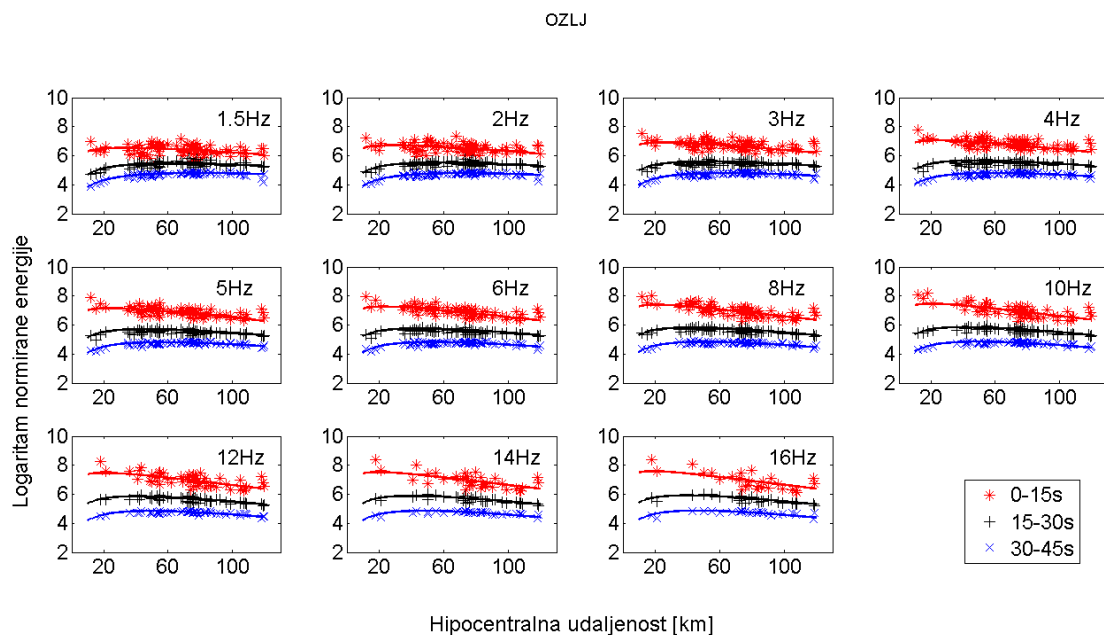 OZLJ
Logaritam normirane energije
10
8
6
4
2
20 60 100
1.5Hz
10
8
6
4
2
20 60 100
2Hz
10
8
6
4
2
20 60 100
3Hz
10
8
6
4
2
20 60 100
4Hz
10
8
6
4
2
20 60 100
5Hz
10
8
6
4
2
20 60 100
6Hz
10
8
6
4
2
20 60 100
8Hz
10
8
6
4
2
20 60 100
10Hz
10
8
6
4
2
20 60 100
12Hz
10
8
6
4
2
20 60 100
14Hz
10
8
6
4
2
20 60 100
16Hz
0-15s
15-30s
30-45s
Hipocentralna udaljenost [km]